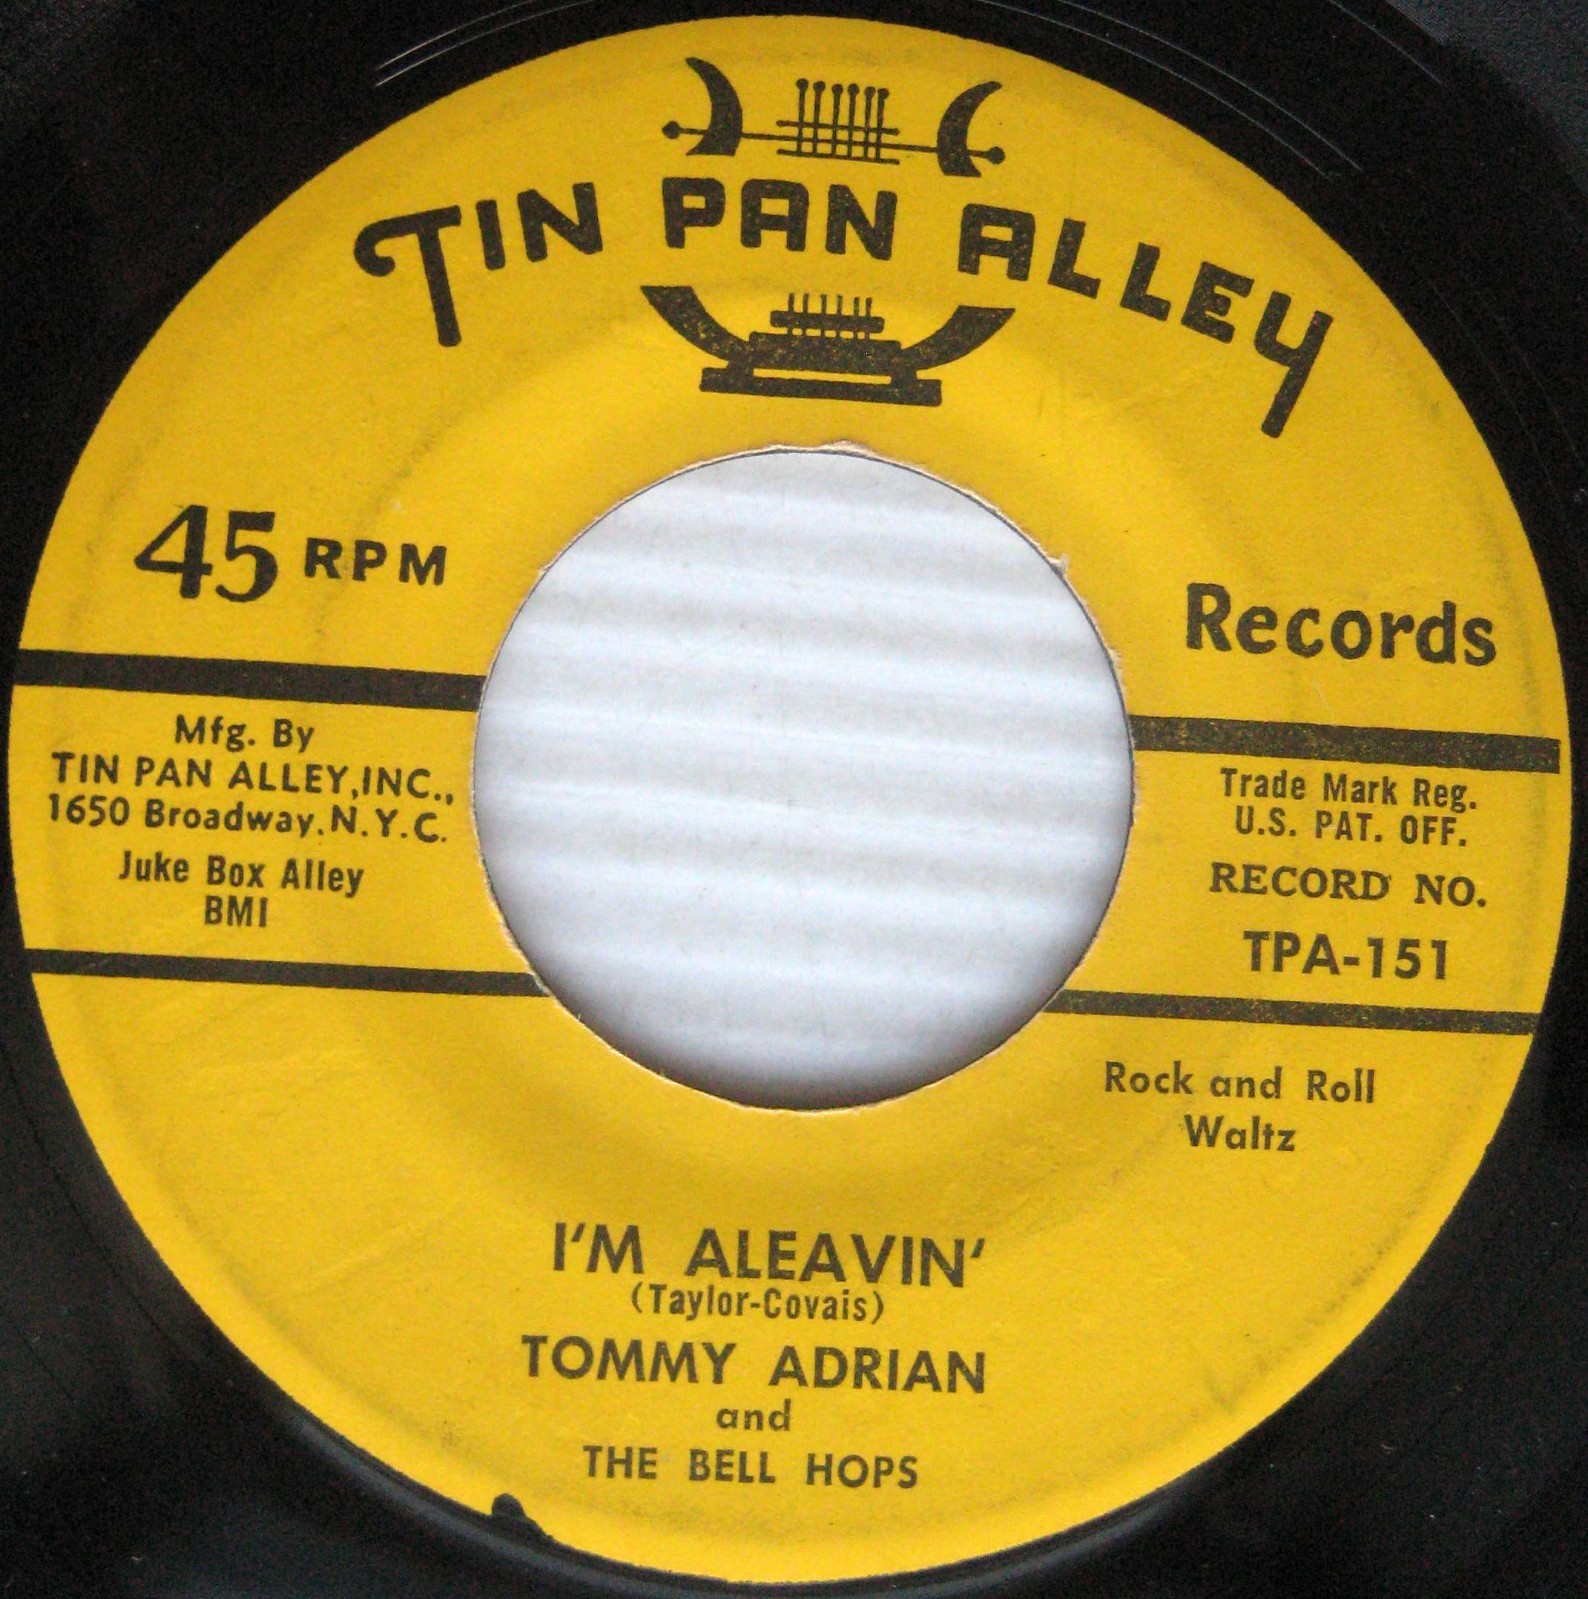 TIN PAN ALLEY
45 RPM
Records
Mfg. By
TIN PAN ALLEY, INC.,
1650 Broadway. N.Y.C.
Juke Box Alley
BMI
Trade Mark Reg.
U.S. PAT. OFF.
RECORD NO.
TPA-151
Rock and Roll
Waltz
I'M ALEAVIN'
(Taylor-Covais)
TOMMY ADRIAN
and
THE BELL HOPS